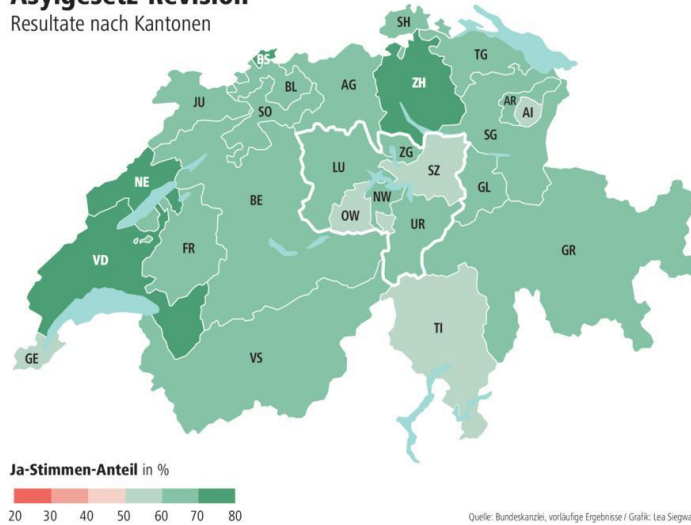 Asylgesetz-Revision
Resultate nach Kantonen
SH
BS
TG
ZH
BL
AG
JU
SO
AR
AI
SG
ZG
NE
LU
SZ
BE
NW
GL
OW
UR
FR
GR
VD
TI
GE
VS
Ja-Stimmen-Anteil in %
20 30 40 50 60 70 80
Quelle: Bundeskanzlei, vorläufige Ergebnisse / Grafik: Lea Siegwa